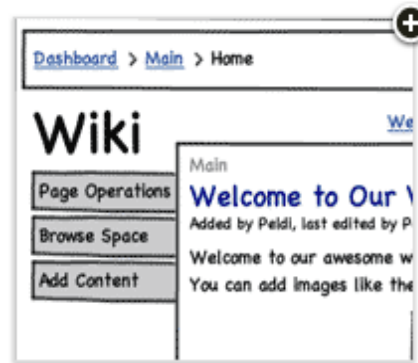 Dashboard > Main > Home
Wiki
We
Main
Page Operations
Welcome to Our
Added by Peldi, last edited by P
Browse Space
Welcome to our awesome w
Add Content
You can add images like the